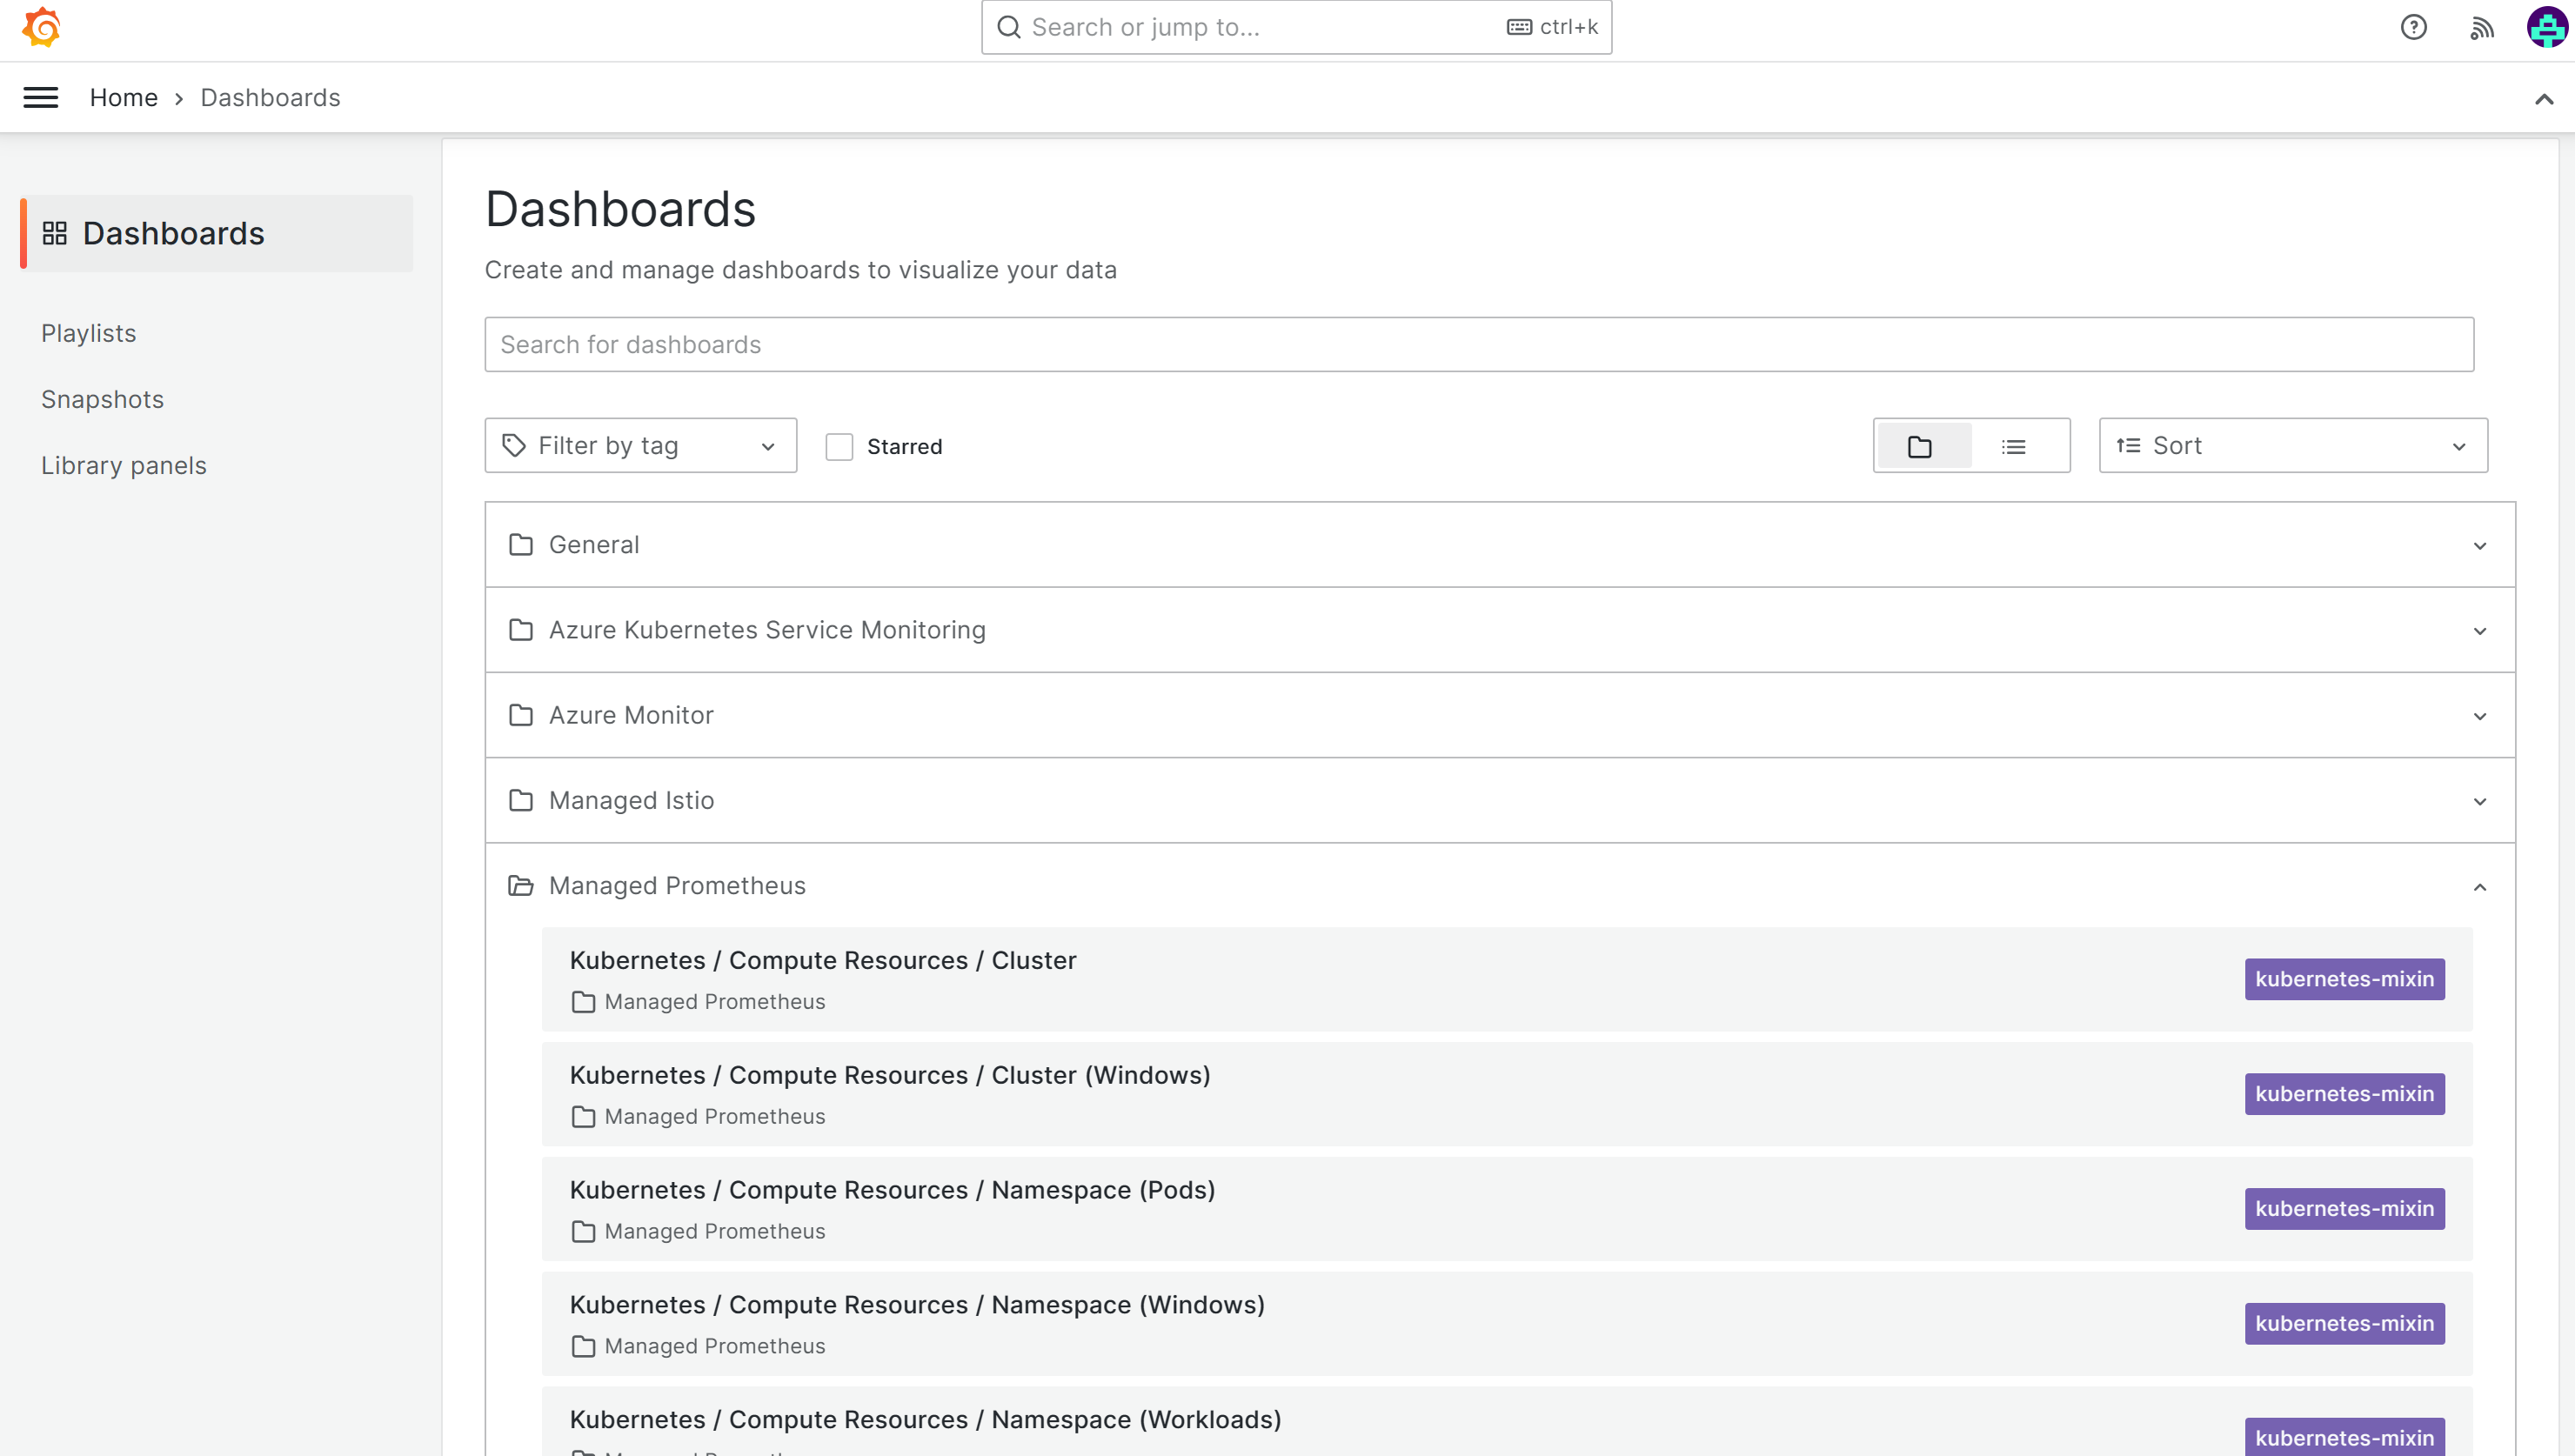 Search or jump to...
ctrl+k
Home › Dashboards
Dashboards
Playlists
Snapshots
Library panels
Dashboards
Create and manage dashboards to visualize your data
Search for dashboards
Filter by tag
Starred
Sort
General
Azure Kubernetes Service Monitoring
Azure Monitor
Managed Istio
Managed Prometheus
Kubernetes / Compute Resources / Cluster
Managed Prometheus
kubernetes-mixin
Kubernetes / Compute Resources / Cluster (Windows)
Managed Prometheus
kubernetes-mixin
Kubernetes / Compute Resources / Namespace (Pods)
Managed Prometheus
kubernetes-mixin
Kubernetes / Compute Resources / Namespace (Windows)
Managed Prometheus
kubernetes-mixin
Kubernetes / Compute Resources / Namespace (Workloads)
kubernetes-mixin